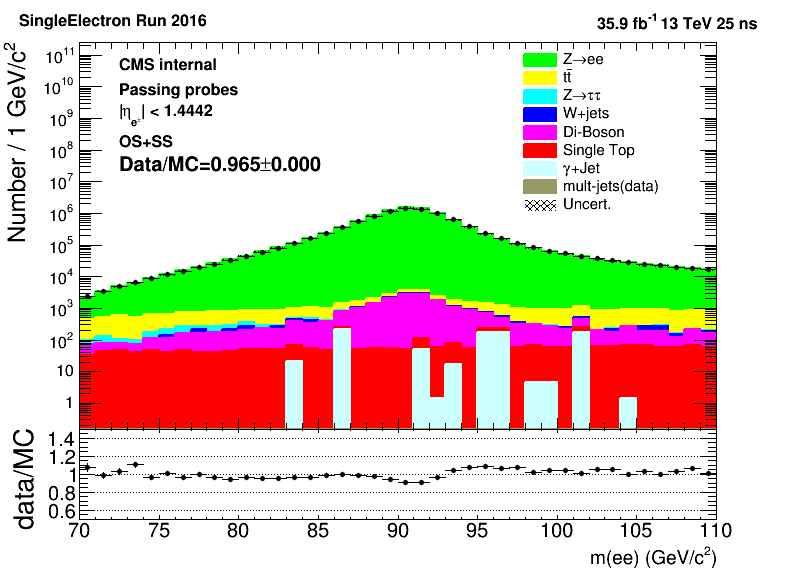 SingleElectron Run 2016
35.9 fb⁻¹ 13 TeV 25 ns
Number / 1 GeV/c²
10¹¹
10¹⁰
10⁹
10⁸
10⁷
10⁶
10⁵
10⁴
10³
10²
10
1
CMS internal
Passing probes
|η_e±| < 1.4442
OS+SS
Data/MC=0.965±0.000
Z→ee
tt̄
Z→ττ
W+jets
Di-Boson
Single Top
γ+Jet
mult-jets(data)
Uncert.
data/MC
1.4
1.2
1
0.8
0.6
70 75 80 85 90 95 100 105 110
m(ee) (GeV/c²)